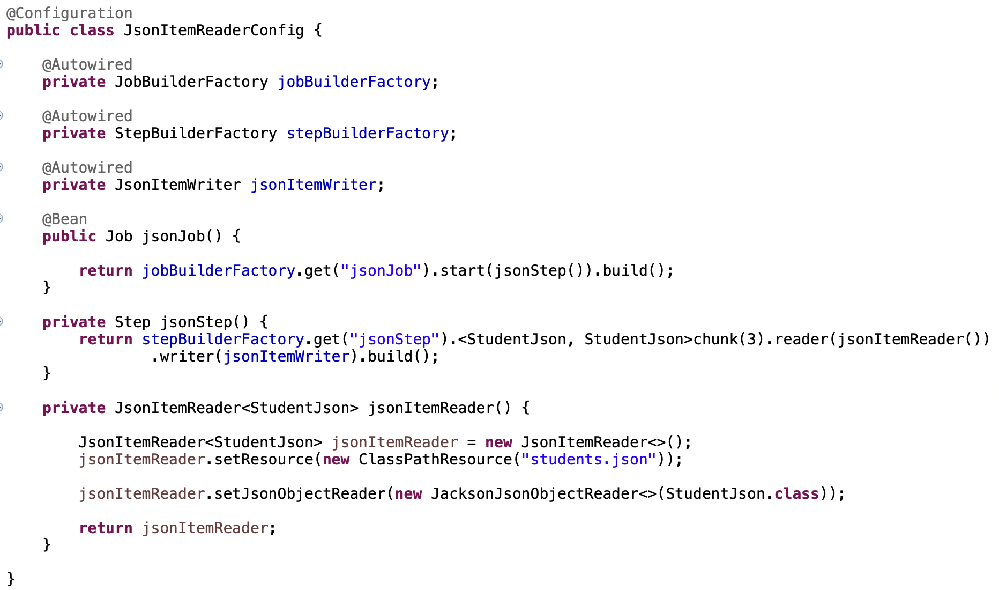 @Configuration
public class JsonItemReaderConfig {
@Autowired
private JobBuilderFactory jobBuilderFactory;
@Autowired
private StepBuilderFactory stepBuilderFactory;
@Autowired
private JsonItemWriter jsonItemWriter;
@Bean
public Job jsonJob() {
return jobBuilderFactory.get("jsonJob").start(jsonStep()).build();
}
private Step jsonStep() {
return stepBuilderFactory.get("jsonStep").<StudentJson, StudentJson>chunk(3).reader(jsonItemReader())
.writer(jsonItemWriter).build();
}
private JsonItemReader<StudentJson> jsonItemReader() {
JsonItemReader<StudentJson> jsonItemReader = new JsonItemReader<>();
jsonItemReader.setResource(new ClassPathResource("students.json"));
jsonItemReader.setJsonObjectReader(new JacksonJsonObjectReader<>(StudentJson.class));
return jsonItemReader;
}
}